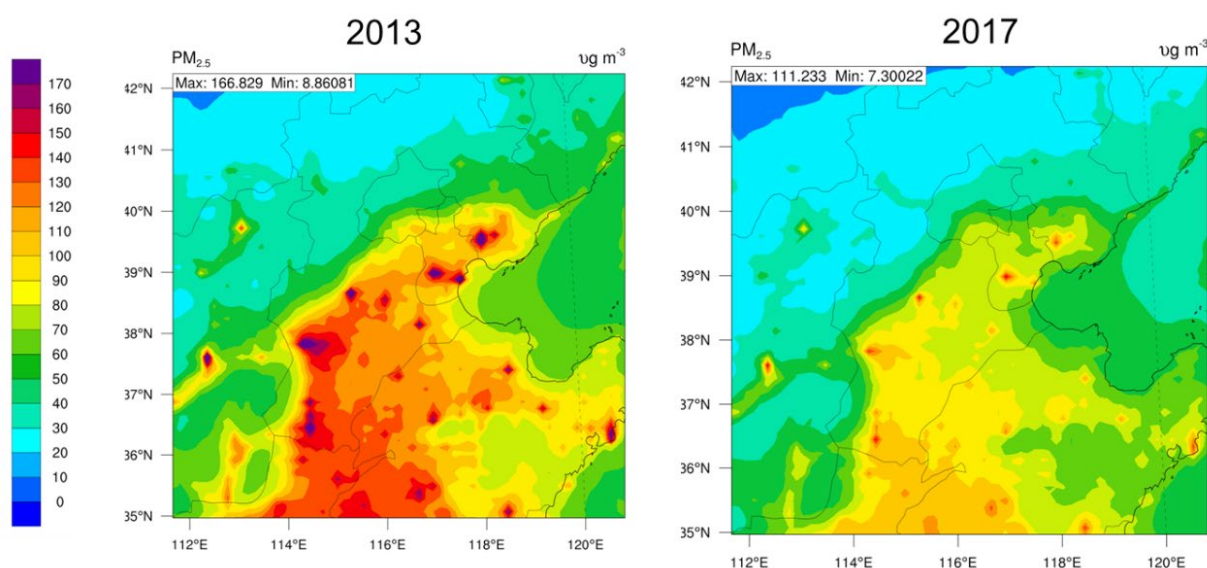 2013
PM2.5
υg m-3
Max: 166.829 Min: 8.86081
170
160
150
140
130
120
110
100
90
80
70
60
50
40
30
20
10
0
42°N
41°N
40°N
39°N
38°N
37°N
36°N
35°N
112°E
114°E
116°E
118°E
120°E
2017
PM2.5
υg m-3
Max: 111.233 Min: 7.30022
42°N
41°N
40°N
39°N
38°N
37°N
36°N
35°N
112°E
114°E
116°E
118°E
120°E